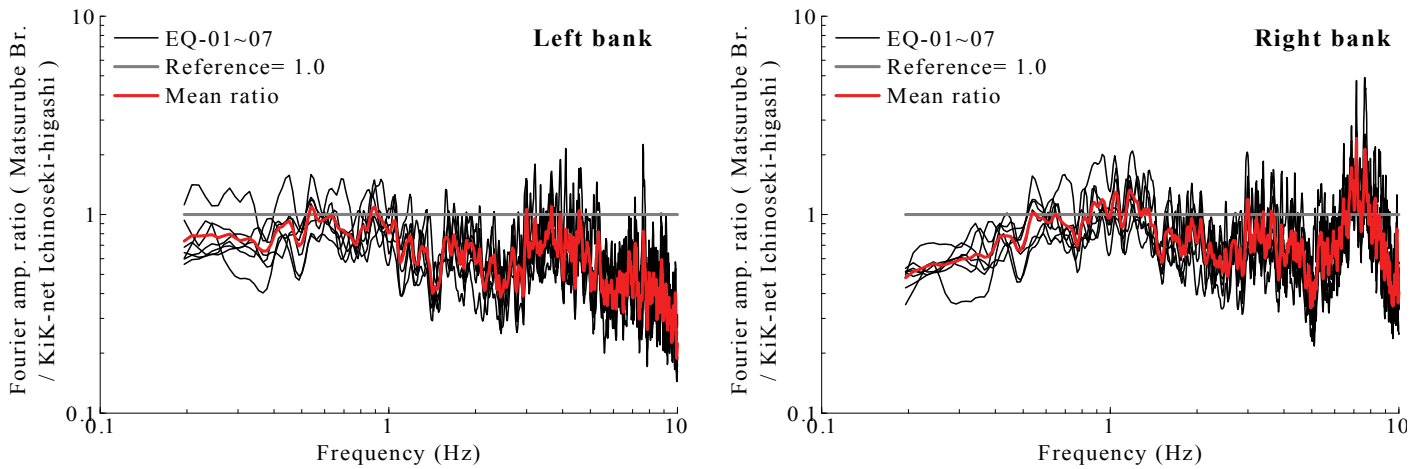 Fourier amp. ratio ( Matsurube Br.
/ KiK-net Ichinoseki-higashi)
10
1
0.1
EQ-01~07
Reference= 1.0
Mean ratio
Left bank
0.1
1
10
Frequency (Hz)
Fourier amp. ratio ( Matsurube Br.
/ KiK-net Ichinoseki-higashi)
10
1
0.1
EQ-01~07
Reference= 1.0
Mean ratio
Right bank
0.1
1
10
Frequency (Hz)